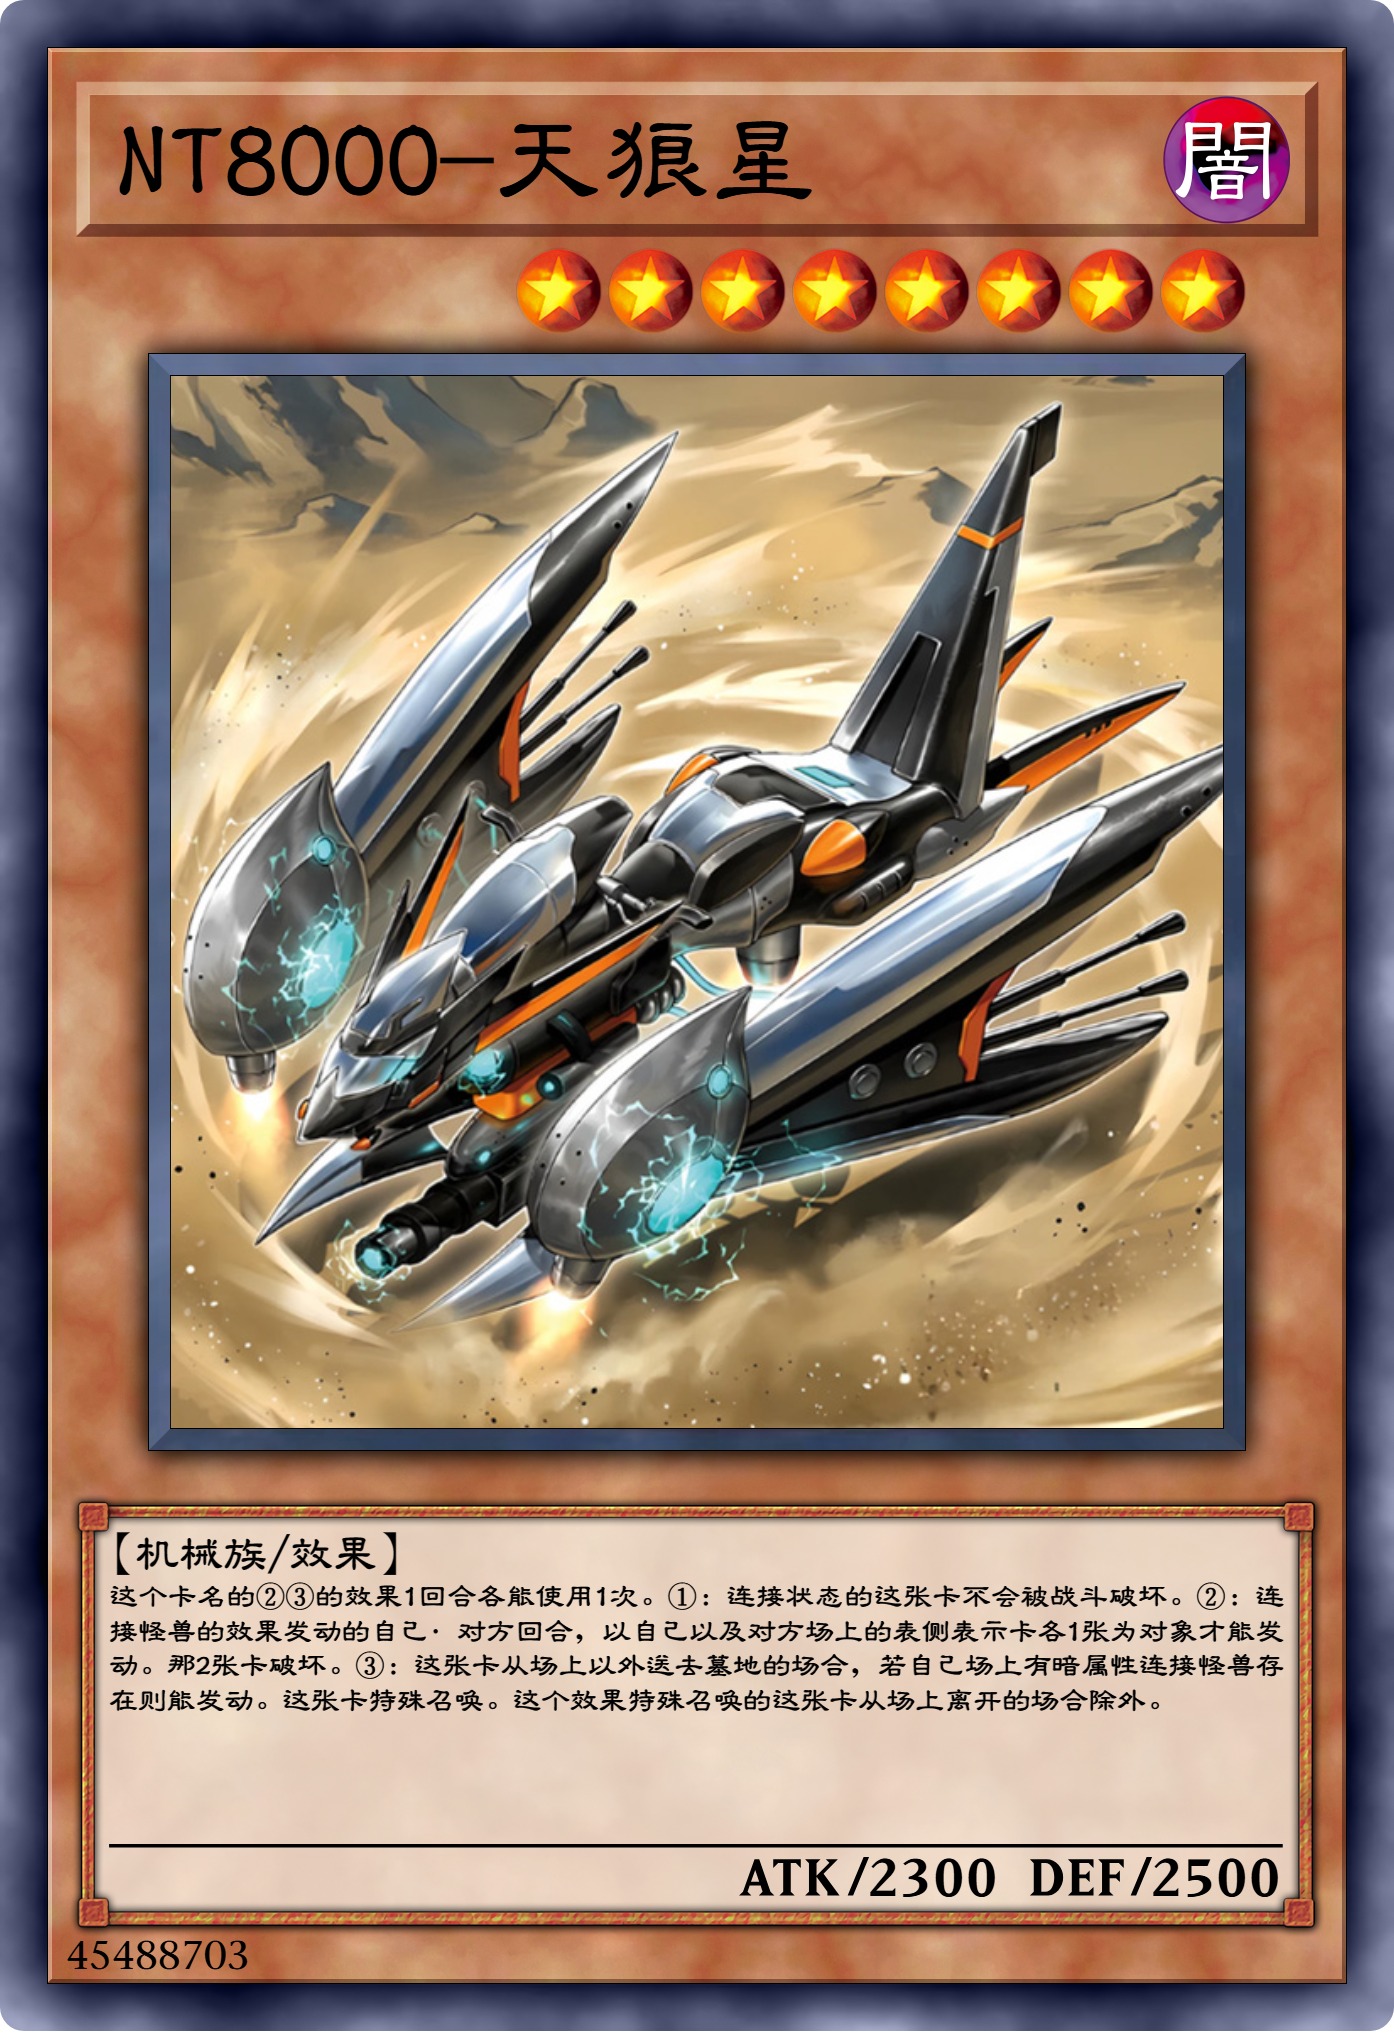 NT8000-天狼星
闇
【机械族/效果】
这个卡名的②③的效果1回合各能使用1次。①：连接状态的这张卡不会被战斗破坏。②：连
接怪兽的效果发动的自己·对方回合，以自己以及对方场上的表侧表示卡各1张为对象才能发
动。那2张卡破坏。③：这张卡从场上以外送去墓地的场合，若自己场上有暗属性连接怪兽存
在则能发动。这张卡特殊召唤。这个效果特殊召唤的这张卡从场上离开的场合除外。
ATK/2300 DEF/2500
45488703